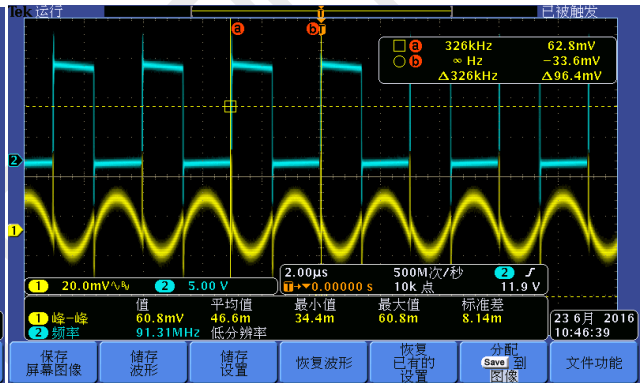 Tek 运行 已被触发
a b T
a 326kHz 62.8mV
b ∞ Hz −33.6mV
Δ326kHz Δ96.4mV
2
1
1 20.0mV 2 5.00 V
2.00μs 500M次/秒 2
T→▼0.00000 s 10k 点 11.9 V
值 平均值 最小值 最大值 标准差
1 峰−峰 60.8mV 46.6m 34.4m 60.8m 8.14m
2 频率 91.31MHz 低分辨率
23 6月 2016
10:46:39
保存
屏幕图像
储存
波形
储存
设置
恢复波形
恢复
已有的
设置
分配
Save 到
图像
文件功能